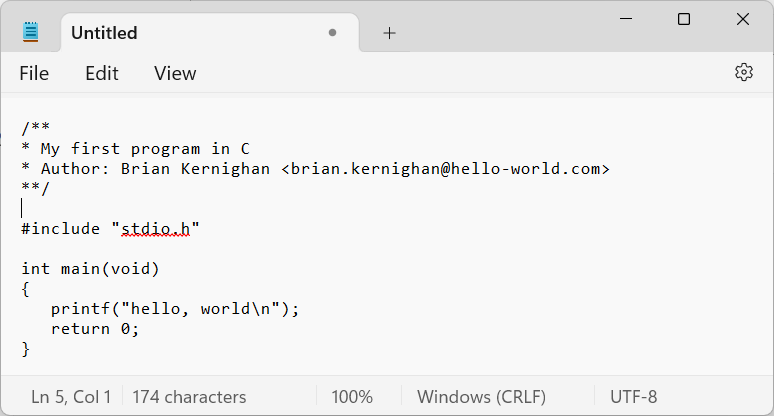 Untitled
File Edit View
/**
* My first program in C
* Author: Brian Kernighan <brian.kernighan@hello-world.com>
**/

#include "stdio.h"

int main(void)
{
   printf("hello, world\n");
   return 0;
}
Ln 5, Col 1 174 characters 100% Windows (CRLF) UTF-8